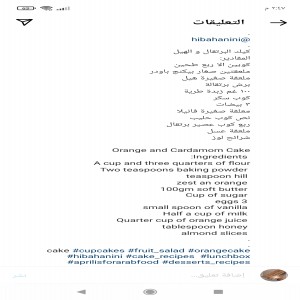 ٢:٤٧ م
التعليقات
@hibahanini
كيك البرتقال و الهيل
المقادير:
كوبين الا ربع طحين
ملعقتين صغار بيكنج باودر
ملعقة صغيرة هيل
برش برتقالة
١٠٠ غم زبدة طرية
كوب سكر
٣ بيضات
معلقة صغيرة فانيلا
نص كوب حليب
ربع كوب عصير برتقال
ملعقة عسل
شرائح لوز
Orange and Cardamom Cake
:Ingredients
A cup and three quarters of flour
Two teaspoons baking powder
teaspoon hill
zest an orange
100gm soft butter
Cup of sugar
eggs 3
small spoon of vanilla
Half a cup of milk
Quarter cup of orange juice
tablespoon honey
almond slices
.
cake #cupcakes #fruit_salad #orangecake
#hibahanini #cake_recipes #lunchbox
#aprilisforarabfood #desserts_recipes
إضافة تعليق...
نشر